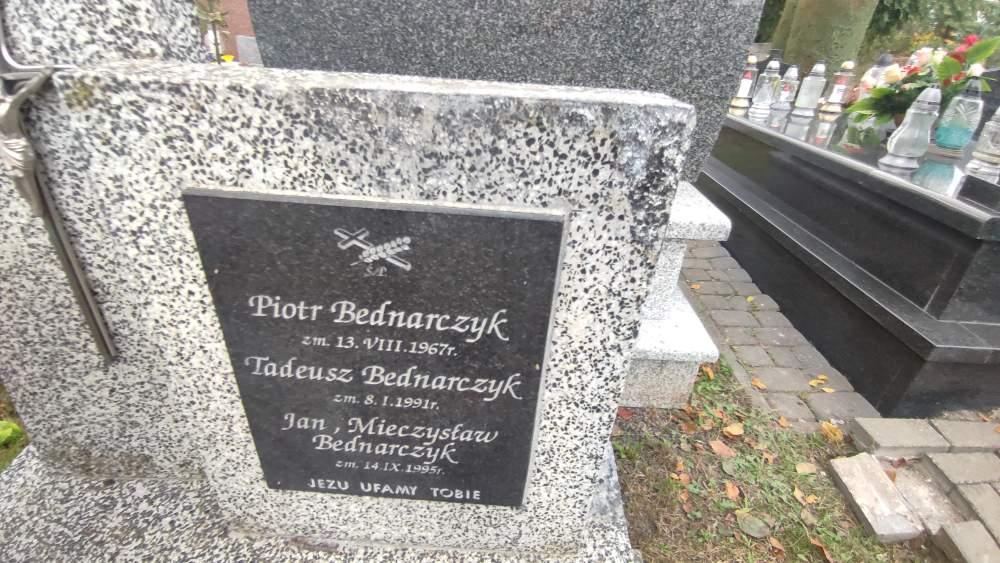 Ś.P.
Piotr Bednarczyk
zm. 13.VIII.1967r.
Tadeusz Bednarczyk
zm. 8.I.1991r.
Jan, Mieczysław
Bednarczyk
zm. 14.IX.1995r.
JEZU UFAMY TOBIE